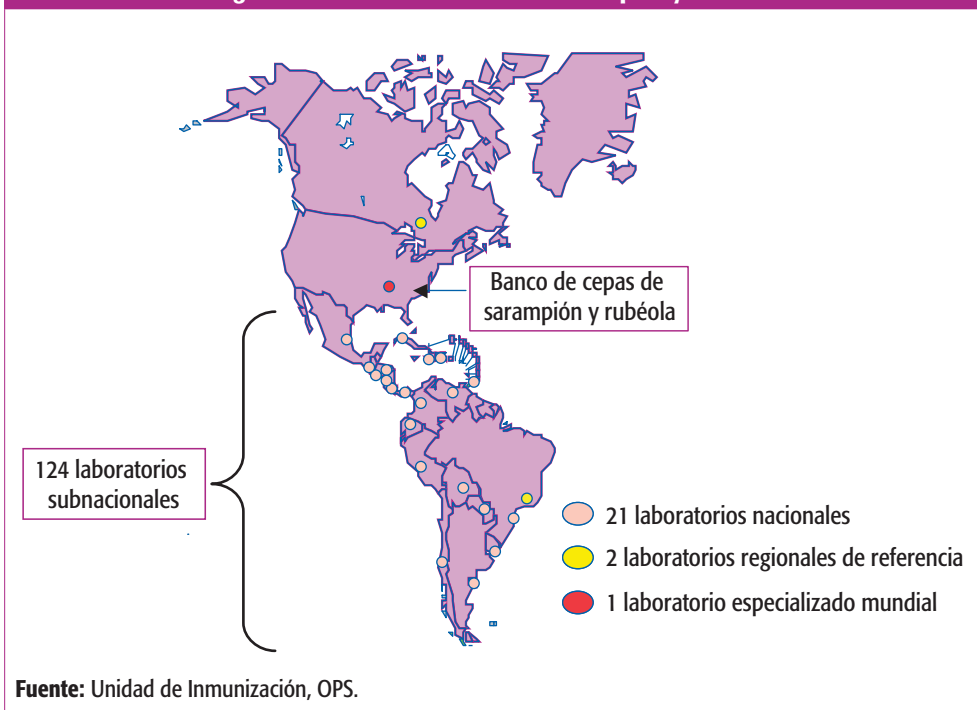 Banco de cepas de
sarampión y rubéola
124 laboratorios
subnacionales
21 laboratorios nacionales
2 laboratorios regionales de referencia
1 laboratorio especializado mundial
Fuente: Unidad de Inmunización, OPS.